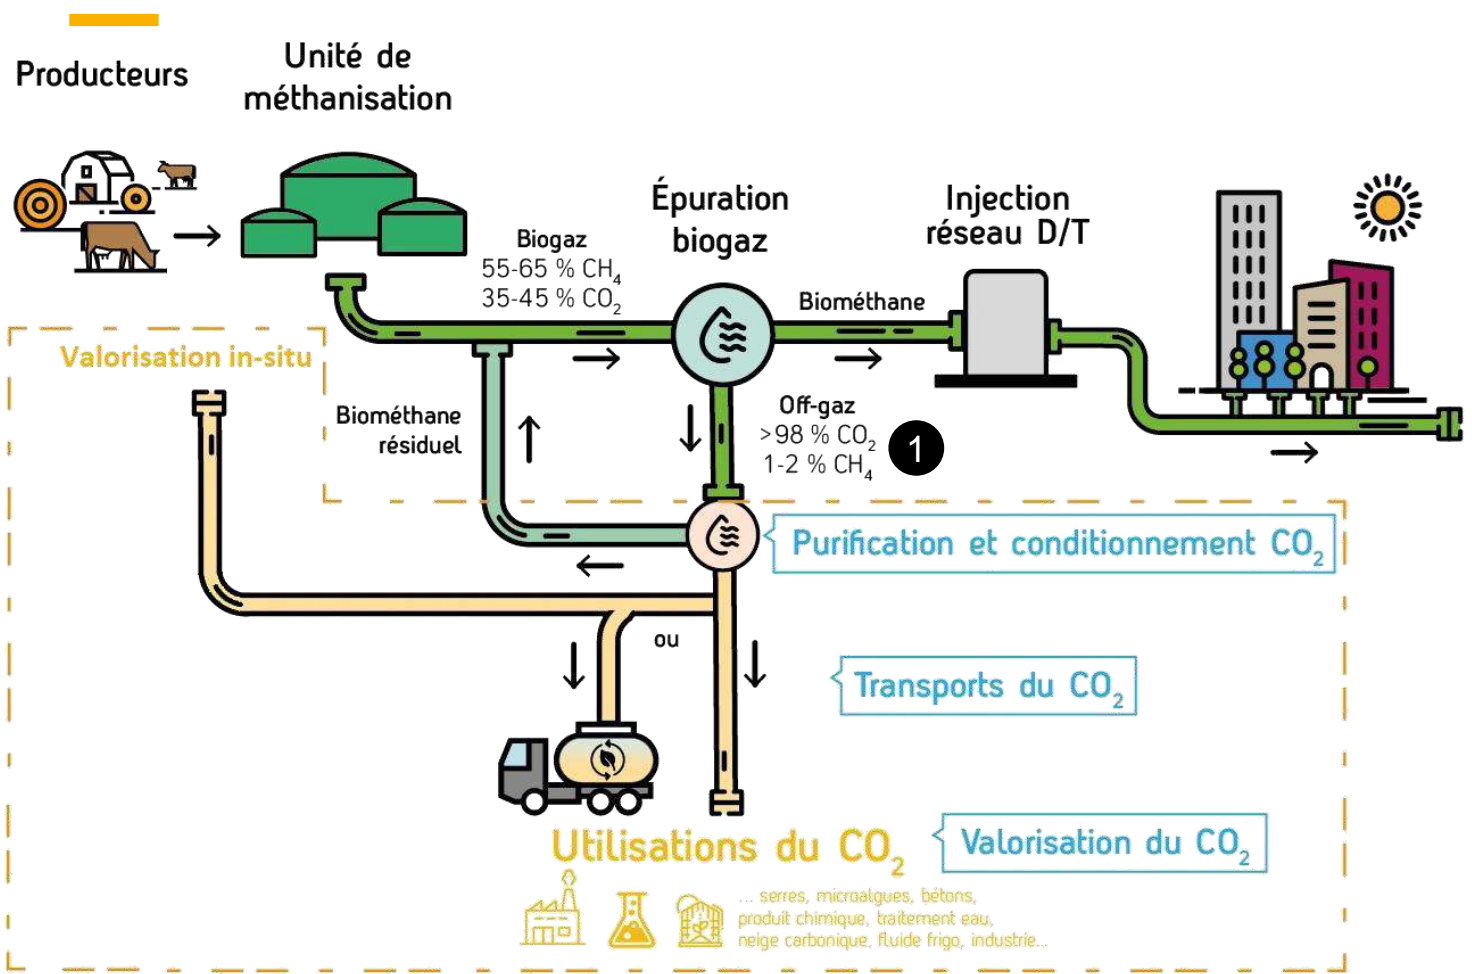 Producteurs
Unité de
méthanisation
Biogaz
55-65 % CH₄
35-45 % CO₂
Épuration
biogaz
Biométhane
Injection
réseau D/T
Valorisation in-situ
Biométhane
résiduel
Off-gaz
>98 % CO₂
1-2 % CH₄
1
Purification et conditionnement CO₂
ou
Transports du CO₂
Utilisations du CO₂
Valorisation du CO₂
... serres, microalgues, bétons,
produit chimique, traitement eau,
neige carbonique, fluide frigo, industrie...